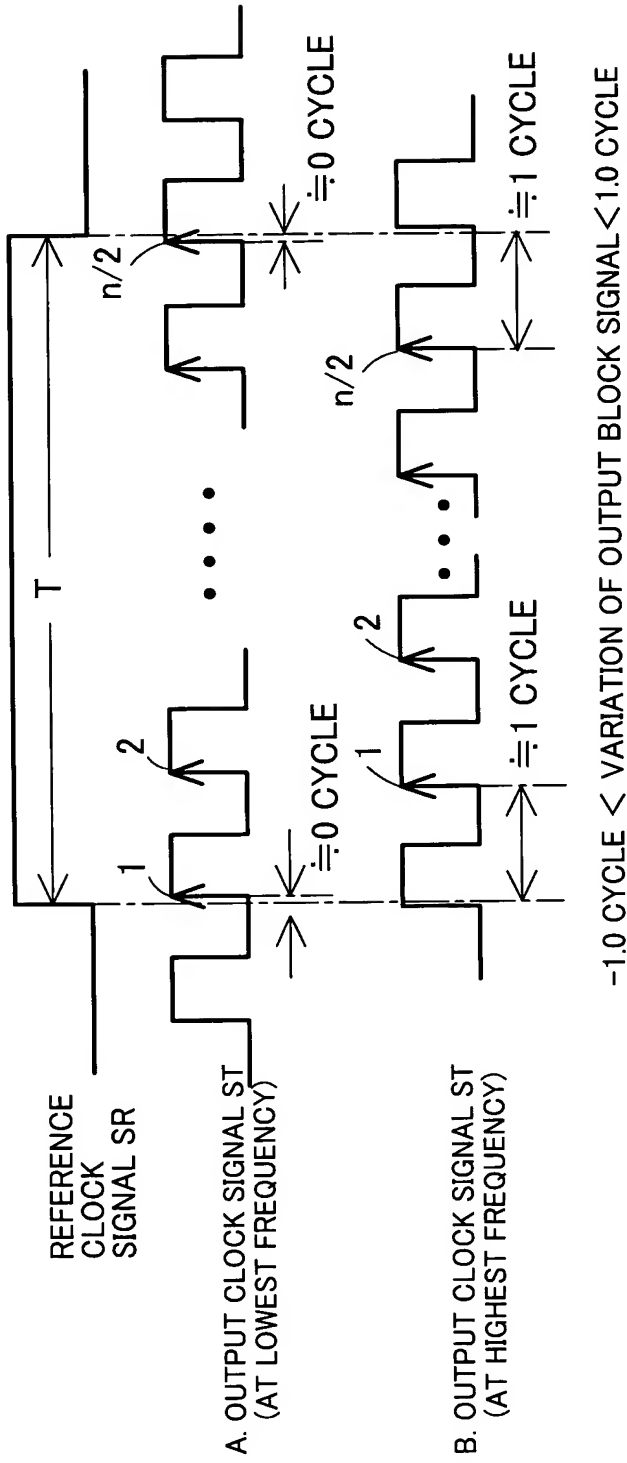 REFERENCE
CLOCK
SIGNAL SR
T
A. OUTPUT CLOCK SIGNAL ST
(AT LOWEST FREQUENCY)
1
2
n/2
≒0 CYCLE
≒0 CYCLE
B. OUTPUT CLOCK SIGNAL ST
(AT HIGHEST FREQUENCY)
1
2
n/2
≒1 CYCLE
≒1 CYCLE
-1.0 CYCLE < VARIATION OF OUTPUT BLOCK SIGNAL<1.0 CYCLE